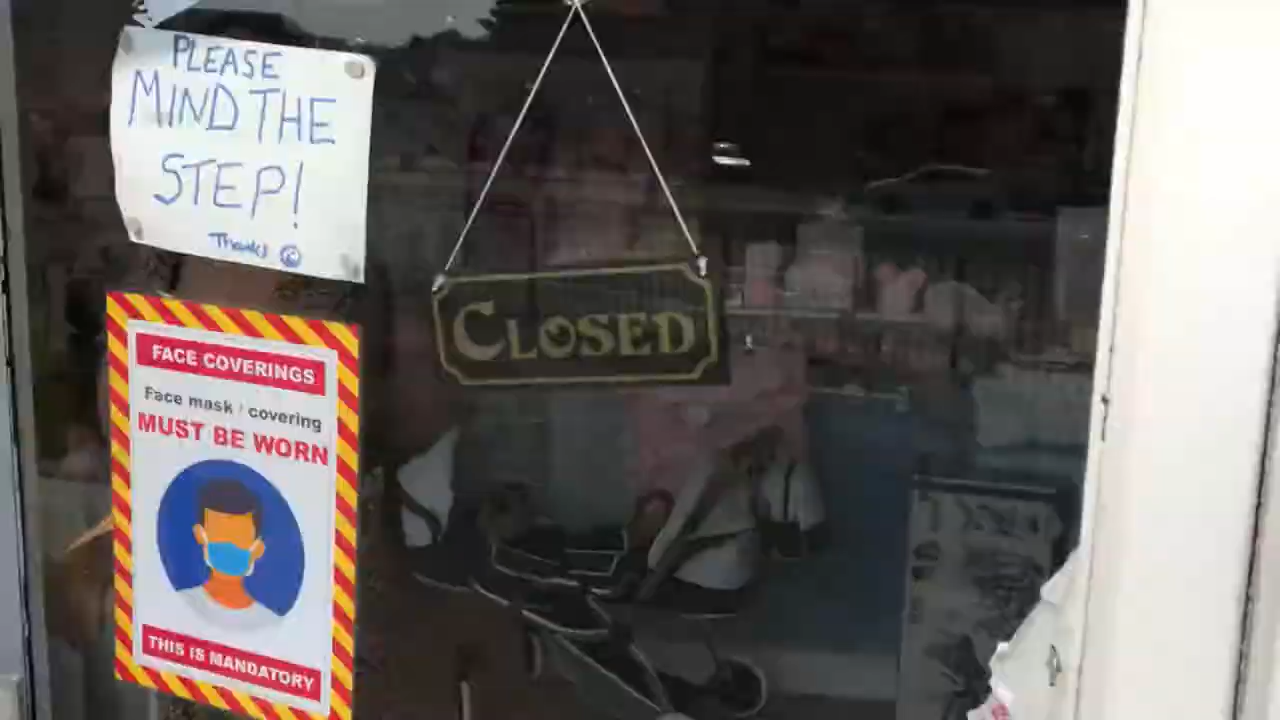 PLEASE
MIND THE
STEP!
Thanks
CLOSED
FACE COVERINGS
Face mask / covering
MUST BE WORN
THIS IS MANDATORY